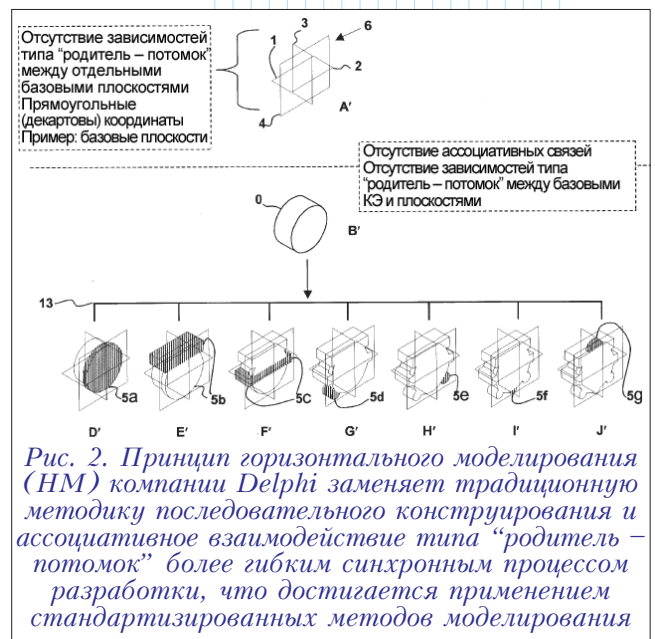 Отсутствие зависимостей
типа “родитель – потомок”
между отдельными
базовыми плоскостями
Прямоугольные
(декартовы) координаты
Пример: базовые плоскости
3
6
1
2
4
A'
Отсутствие ассоциативных связей
Отсутствие зависимостей типа
“родитель – потомок” между базовыми
КЭ и плоскостями
0
B'
13
5a
5b
5c
5d
5e
5f
5g
D'
E'
F'
G'
H'
I'
J'
Рис. 2. Принцип горизонтального моделирования
(HM) компании Delphi заменяет традиционную
методику последовательного конструирования и
ассоциативное взаимодействие типа “родитель –
потомок” более гибким синхронным процессом
разработки, что достигается применением
стандартизированных методов моделирования